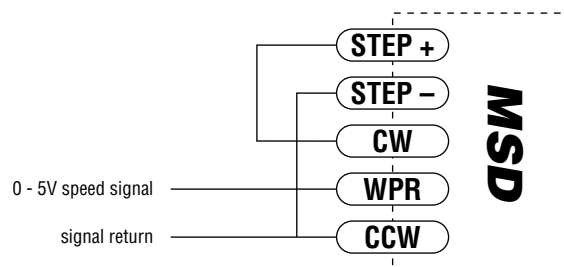 STEP +
STEP –
CW
0 - 5V speed signal
WPR
signal return
CCW
MSD